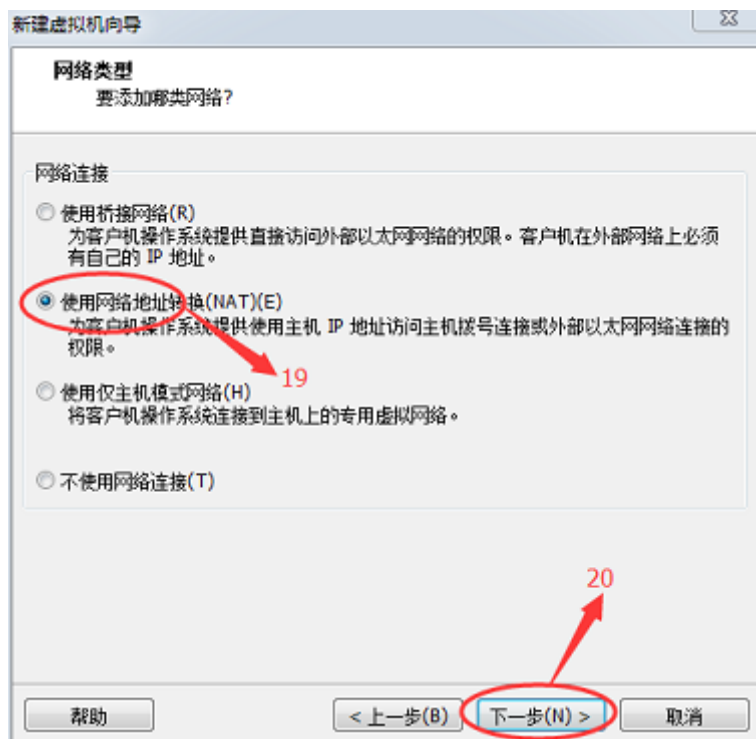 新建虚拟机向导
网络类型
要添加哪类网络?
网络连接
使用桥接网络(R)
为客户机操作系统提供直接访问外部以太网网络的权限。客户机在外部网络上必须
有自己的 IP 地址。
使用网络地址转换(NAT)(E)
为客户机操作系统提供使用主机 IP 地址访问主机拨号连接或外部以太网网络连接的
权限。
19
使用仅主机模式网络(H)
将客户机操作系统连接到主机上的专用虚拟网络。
不使用网络连接(T)
20
帮助
< 上一步(B)
下一步(N) >
取消